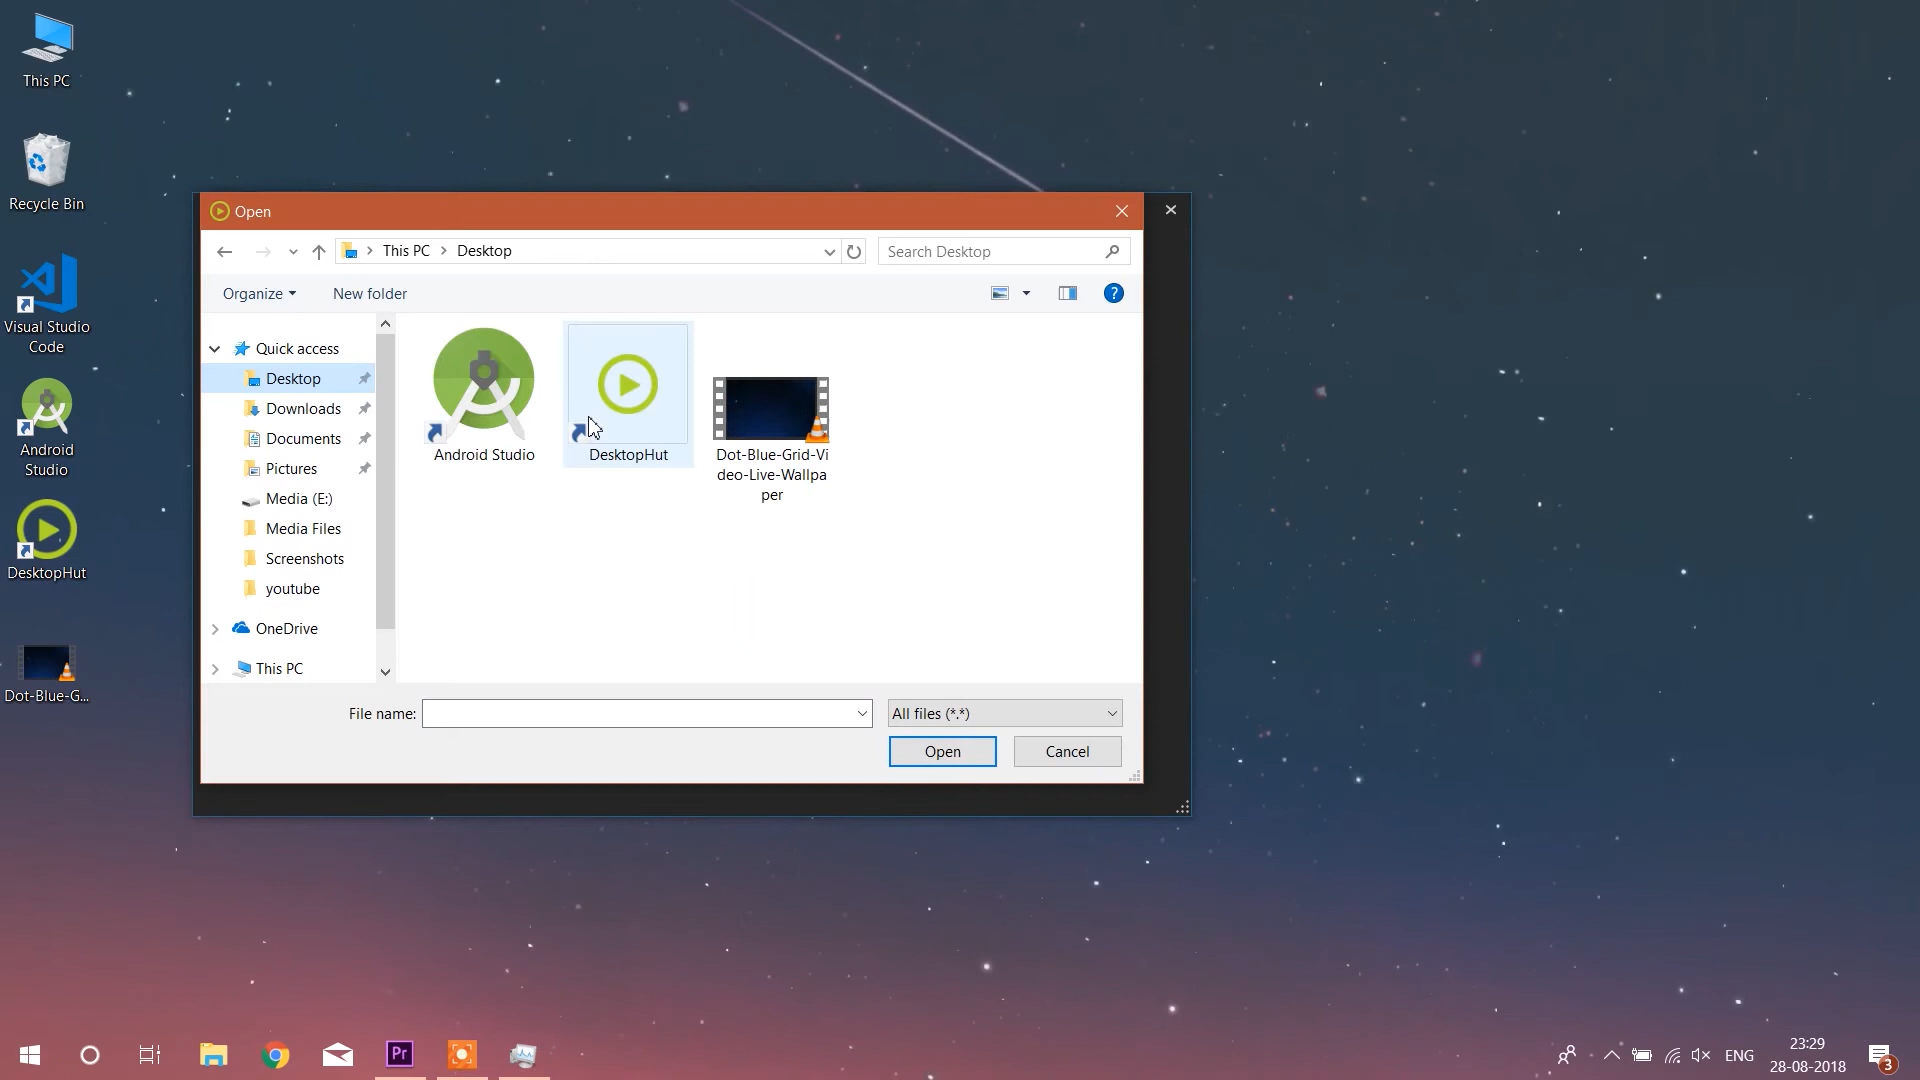 This PC
Recycle Bin
Visual Studio
Code
Android
Studio
DesktopHut
Dot-Blue-G...
Open
This PC
Desktop
Search Desktop
Organize
New folder
?
Quick access
Desktop
Downloads
Documents
Pictures
Media (E:)
Media Files
Screenshots
youtube
OneDrive
This PC
Android Studio
DesktopHut
Dot-Blue-Grid-Vi
deo-Live-Wallpa
per
File name:
All files (*.*)
Open
Cancel
Pr
ENG
23:29
28-08-2018
3